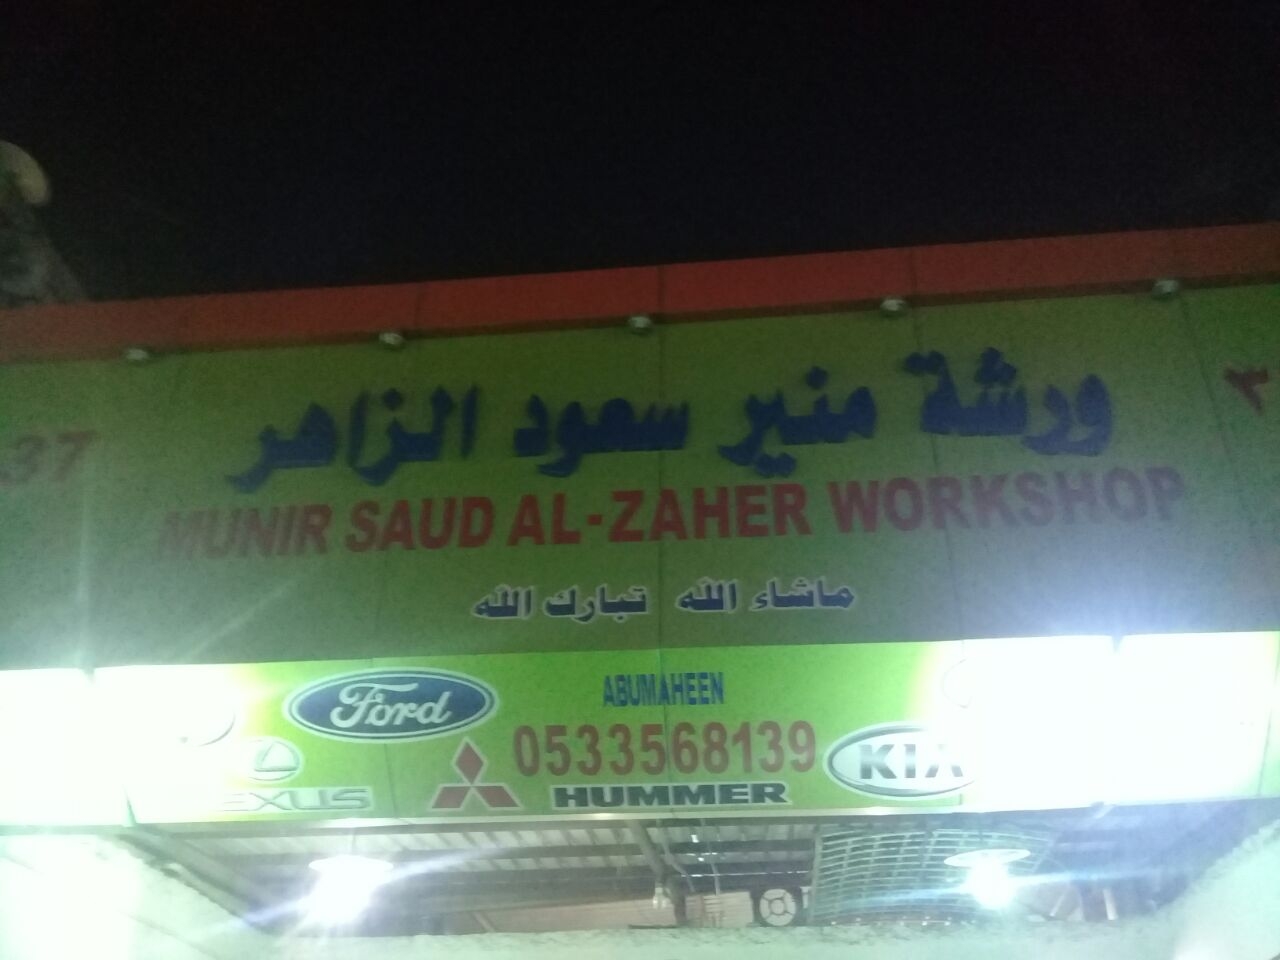 ورشة منير سعود الزاهر
37
MUNIR SAUD AL-ZAHER WORKSHOP
ماشاء الله تبارك الله
Ford
ABUMAHEEN
0533568139
KIA
HUMMER